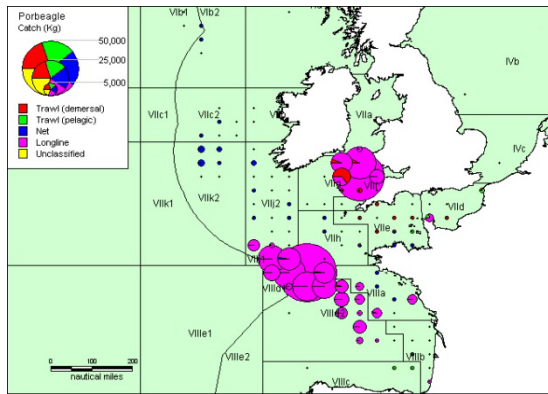 Porbeagle
Catch (Kg)
50,000
25,000
5,000
Trawl (demersal)
Trawl (pelagic)
Net
Longline
Unclassified
VIb1 VIb2
IVb
VIIc1 VIIc2
VIIa
IVc
VIIg
VIIk1 VIIk2 VIIj2
VIId
VIIe
VIIh
VIIId1
VIIIa
VIIIe1
VIIIe2
VIIIb
VIIIc
0 100 200
nautical miles